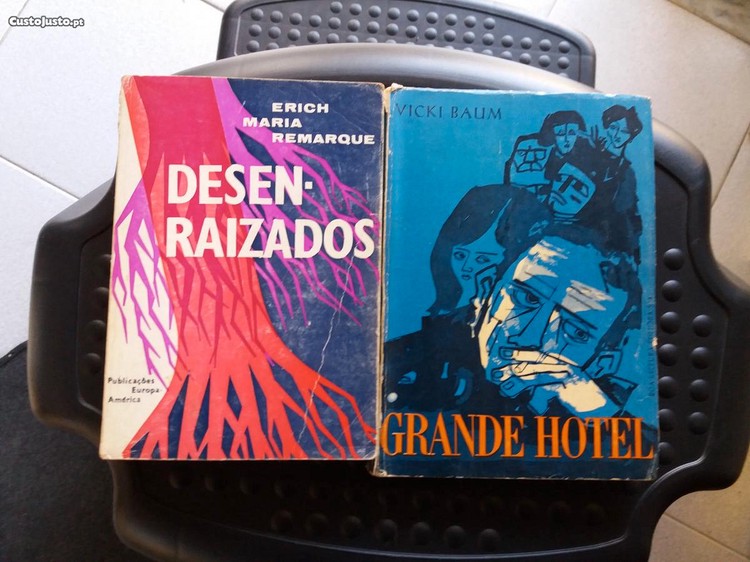 CustoJusto.pt
ERICH
MARIA
REMARQUE
DESEN-
RAIZADOS
Publicações
Europa-
América
VICKI BAUM
GRANDE HOTEL